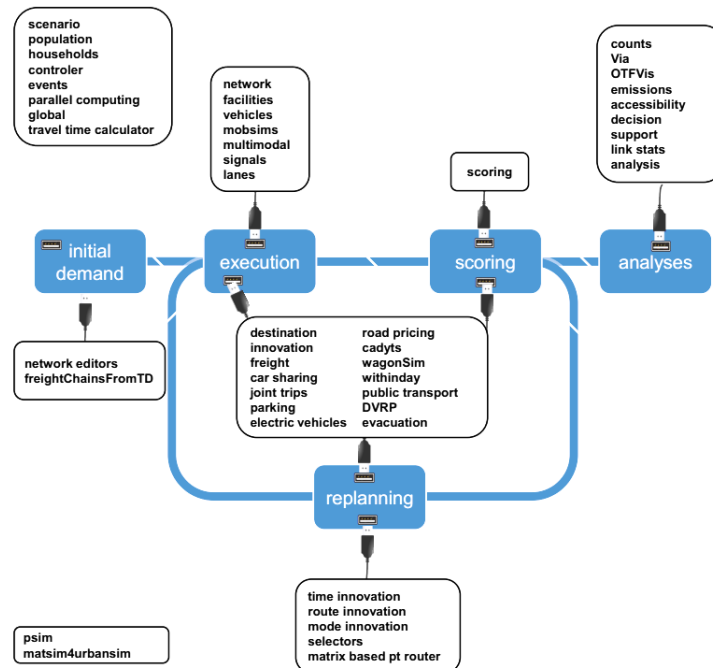 scenario
population
households
controler
events
parallel computing
global
travel time calculator
network
facilities
vehicles
mobsims
multimodal
signals
lanes
scoring
counts
Via
OTFVis
emissions
accessibility
decision
support
link stats
analysis
initial
demand
execution
scoring
analyses
network editors
freightChainsFromTD
destination
innovation
freight
car sharing
joint trips
parking
electric vehicles
road pricing
cadyts
wagonSim
withinday
public transport
DVRP
evacuation
replanning
time innovation
route innovation
mode innovation
selectors
matrix based pt router
psim
matsim4urbansim